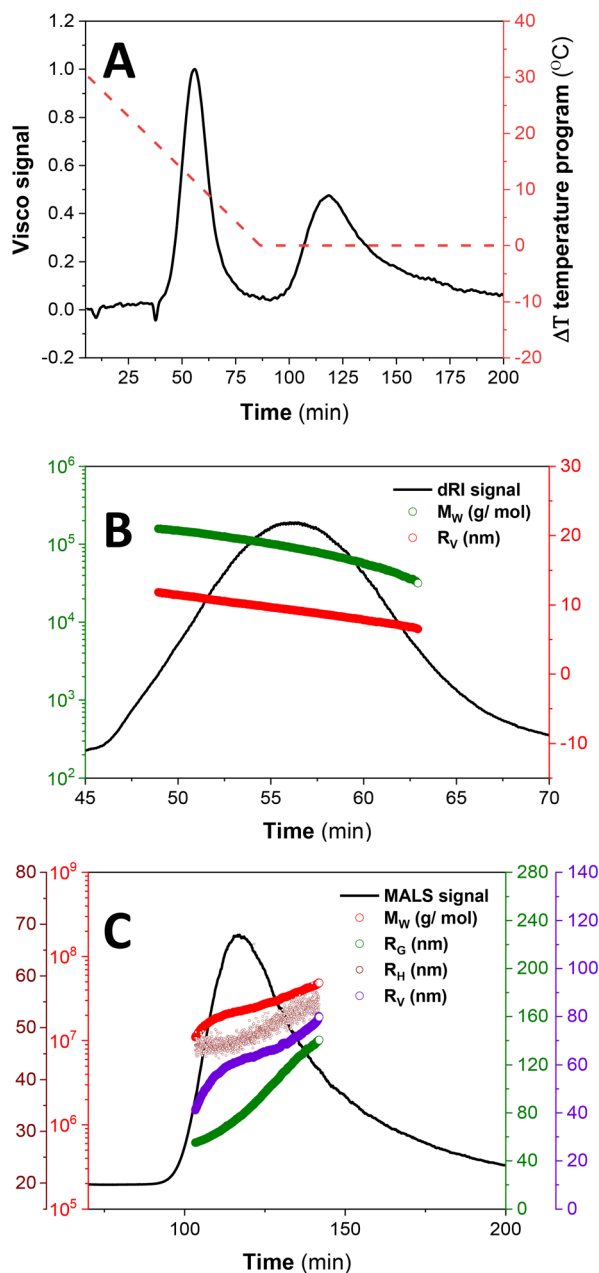 A
Visco signal
1.2
1.0
0.8
0.6
0.4
0.2
0.0
-0.2
40
30
20
10
0
-10
-20
ΔT temperature program (°C)
25 50 75 100 125 150 175 200
Time (min)
B
10⁶
10⁵
10⁴
10³
10²
dRI signal
M_W (g/ mol)
R_V (nm)
30
20
10
0
-10
45 50 55 60 65 70
Time (min)
C
80
70
60
50
40
30
20
10⁹
10⁸
10⁷
10⁶
10⁵
MALS signal
M_W (g/ mol)
R_G (nm)
R_H (nm)
R_V (nm)
280
240
200
160
120
80
40
0
140
120
100
80
60
40
20
0
100 150 200
Time (min)